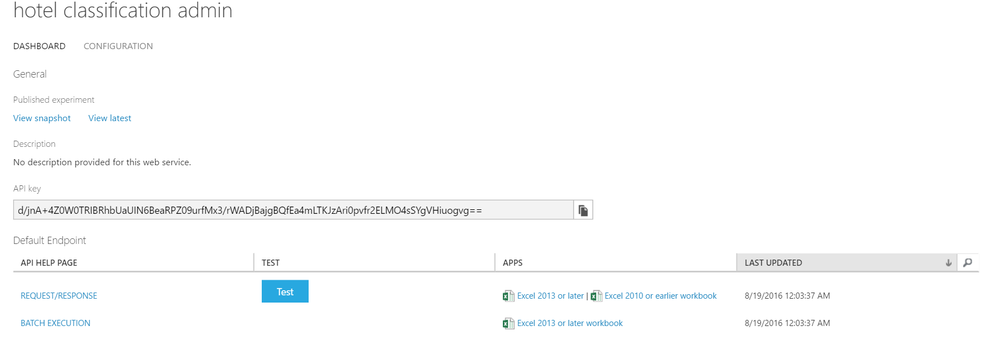 hotel classification admin
DASHBOARD CONFIGURATION
General
Published experiment
View snapshot View latest
Description
No description provided for this web service.
API key
d/jnA+4Z0W0TRIBRhbUaUIN6BeaRPZ09urfMx3/rWADjBajgBQfEa4mLTKJzAri0pvfr2ELMO4sSYgVHiuogvg==
Default Endpoint
API HELP PAGE TEST APPS LAST UPDATED
REQUEST/RESPONSE Test Excel 2013 or later | Excel 2010 or earlier workbook 8/19/2016 12:03:37 AM
BATCH EXECUTION Excel 2013 or later workbook 8/19/2016 12:03:37 AM